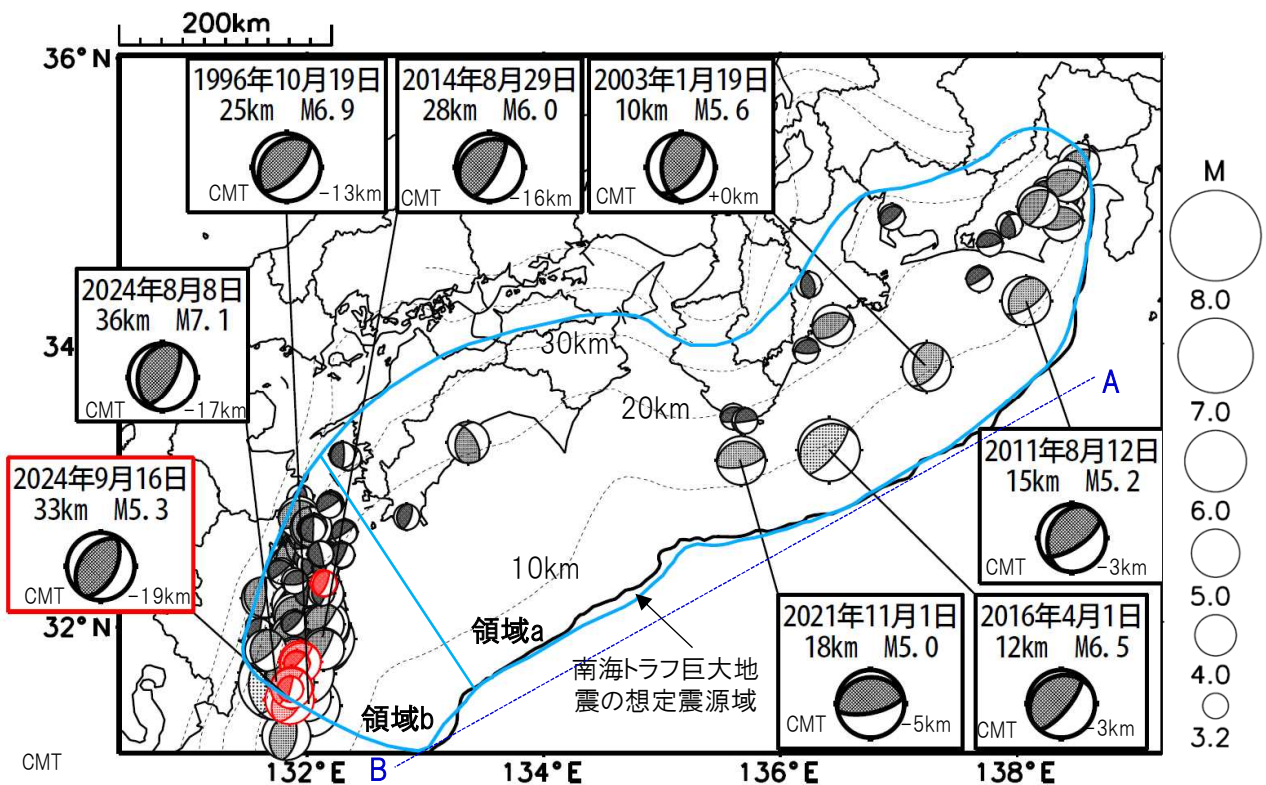 200km
36°N
1996年10月19日
25km M6.9
CMT
-13km
2014年8月29日
28km M6.0
CMT
-16km
2003年1月19日
10km M5.6
CMT
+0km
M
8.0
7.0
6.0
5.0
4.0
3.2
2024年8月8日
36km M7.1
CMT
-17km
34
30km
20km
10km
A
2024年9月16日
33km M5.3
CMT
-19km
2011年8月12日
15km M5.2
CMT
-3km
32°N
領域a
領域b
南海トラフ巨大地
震の想定震源域
2021年11月1日
18km M5.0
CMT
-5km
2016年4月1日
12km M6.5
CMT
-3km
CMT
132°E
B
134°E
136°E
138°E